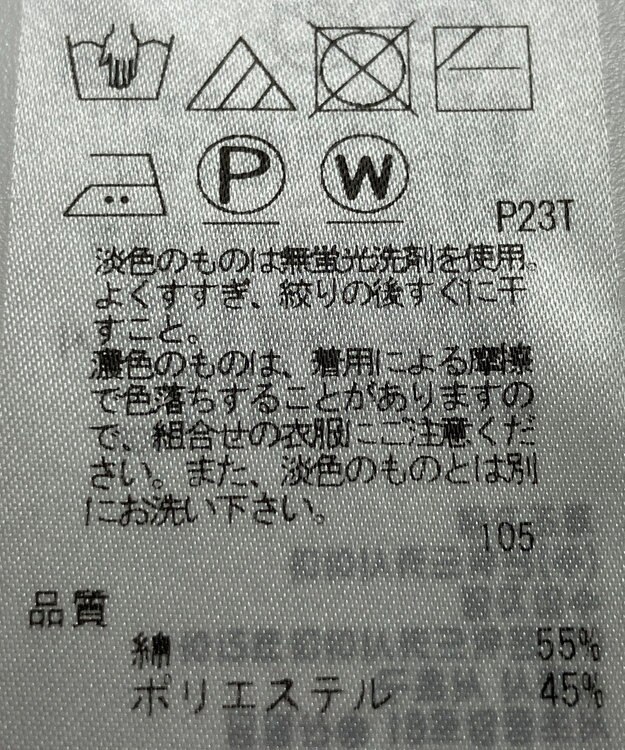 P
W
P23T
淡色のものは無蛍光洗剤を使用。
よくすすぎ、絞りの後すぐに干
すこと。
濃色のものは、着用による摩擦
で色落ちすることがありますの
で、組合せの衣服にご注意くだ
さい。また、淡色のものとは別
にお洗い下さい。
105
品質
綿 55%
ポリエステル 45%